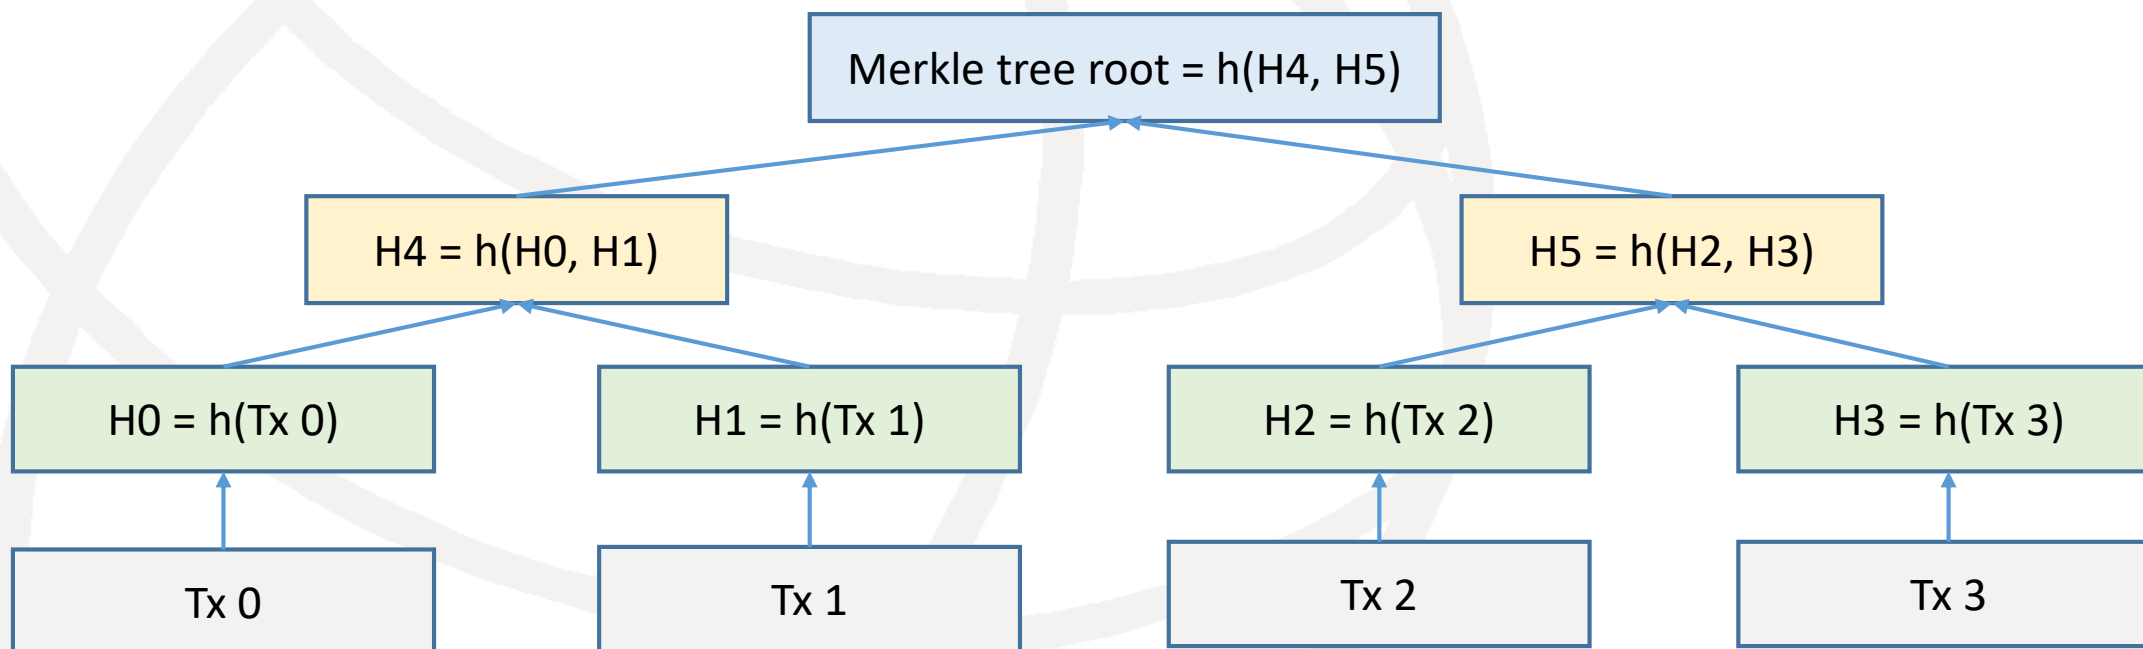 Merkle tree root = h(H4, H5)
H4 = h(H0, H1)
H5 = h(H2, H3)
H0 = h(Tx 0)
H1 = h(Tx 1)
H2 = h(Tx 2)
H3 = h(Tx 3)
Tx 0
Tx 1
Tx 2
Tx 3